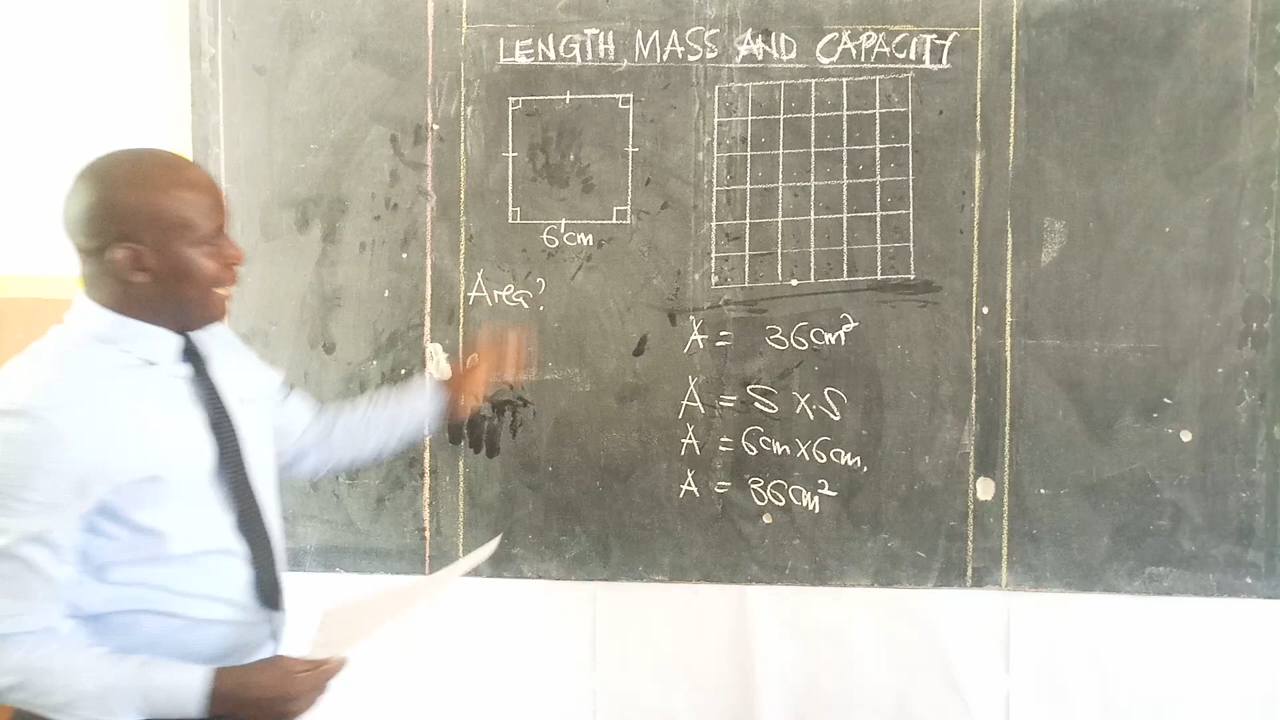 LENGTH, MASS AND CAPACITY
6cm
Area?
A = 36cm²
A = S x S
A = 6cm x 6cm
A = 36cm²